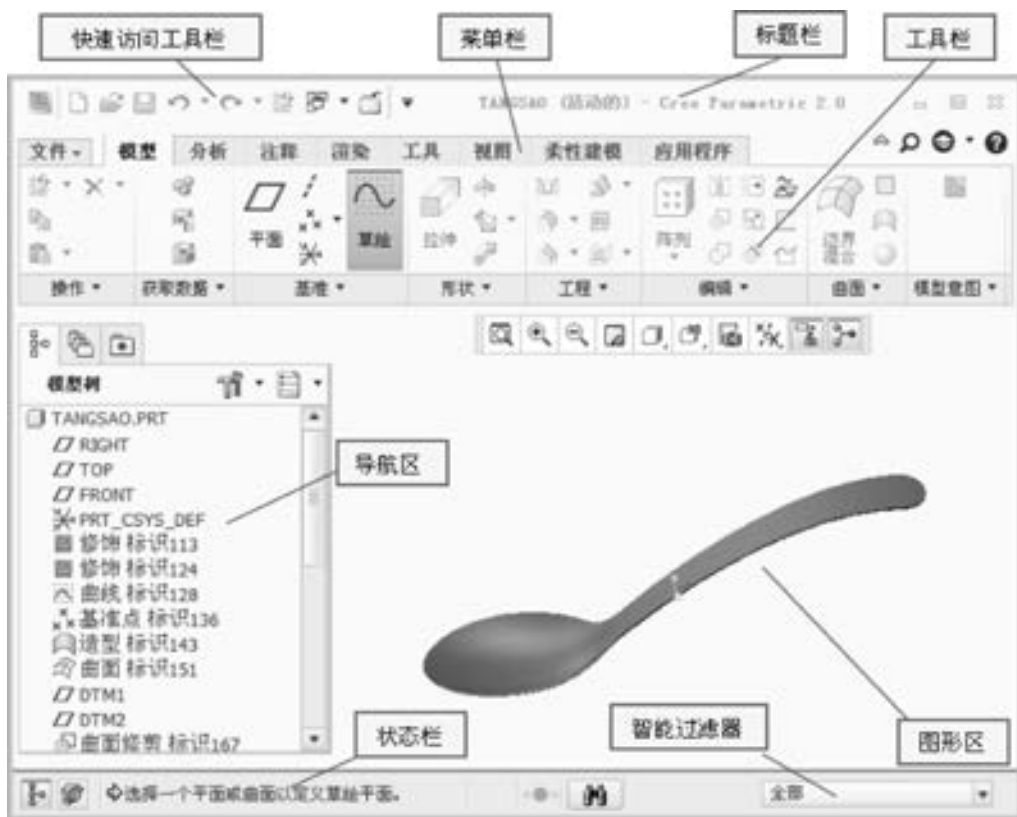 快速访问工具栏
菜单栏
标题栏
工具栏
TANGSAO (活动的) - Creo Parametric 2.0
文件 模型 分析 注释 渲染 工具 视图 柔性建模 应用程序
平面 草绘 拉伸 阵列 边界混合
操作 获取数据 基准 形状 工程 编辑 曲面 模型意图
模型树
TANGSAO.PRT
RIGHT
TOP
FRONT
PRT_CSYS_DEF
修饰 标识113
修饰 标识124
曲线 标识128
基准点 标识136
造型 标识143
曲面 标识151
DTM1
DTM2
曲面修剪 标识167
导航区
状态栏
智能过滤器
图形区
选择一个平面或曲面以定义草绘平面。
全部